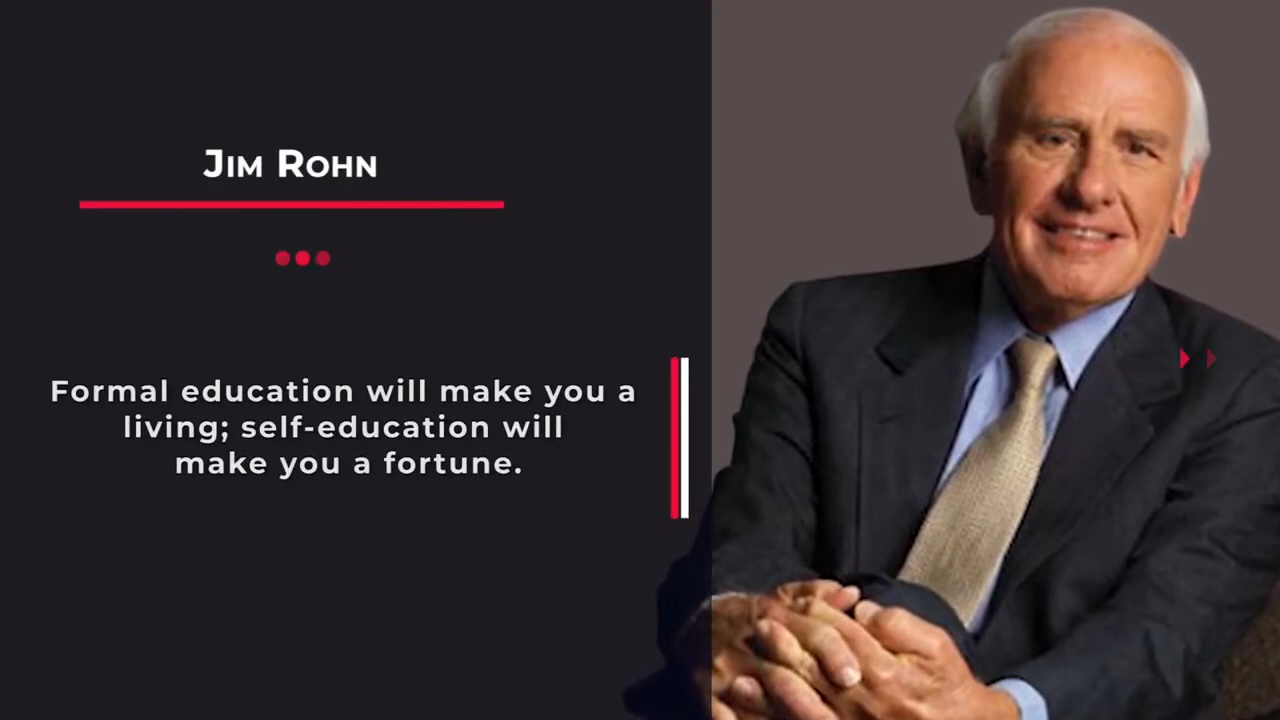 Jim Rohn
Formal education will make you a
living; self-education will
make you a fortune.